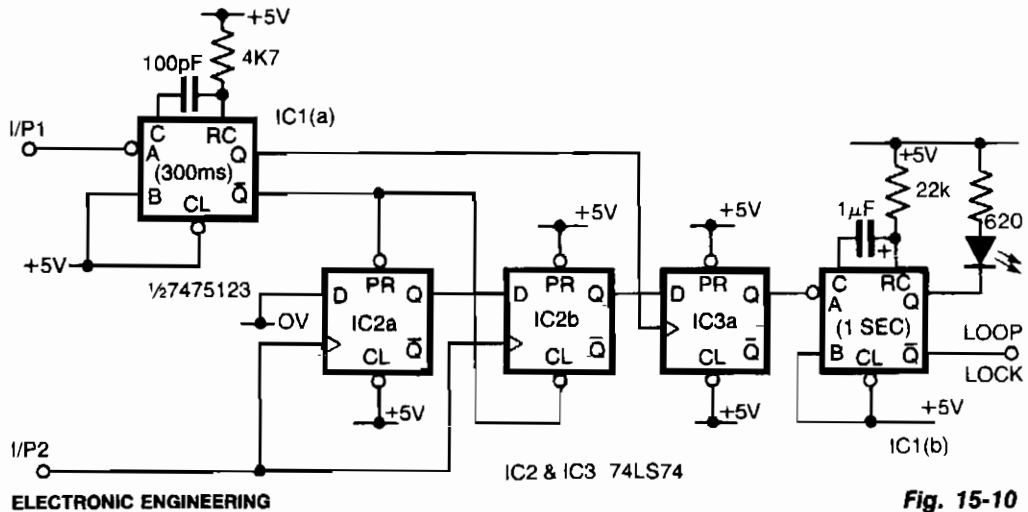 +5V
4K7
100pF
IC1(a)
I/P1
C
RC
A
Q
(300ms)
B
Q̅
CL
+5V
½7475123
+5V
+5V
+5V
22k
1µF
+
620
D
PR
Q
IC2a
Q̅
CL
0V
+5V
D
PR
Q
IC2b
Q̅
CL
D
PR
Q
IC3a
Q̅
CL
+5V
C
RC
A
Q
(1 SEC)
B
Q̅
CL
LOOP
LOCK
+5V
IC1(b)
I/P2
IC2 & IC3 74LS74
ELECTRONIC ENGINEERING
Fig. 15-10